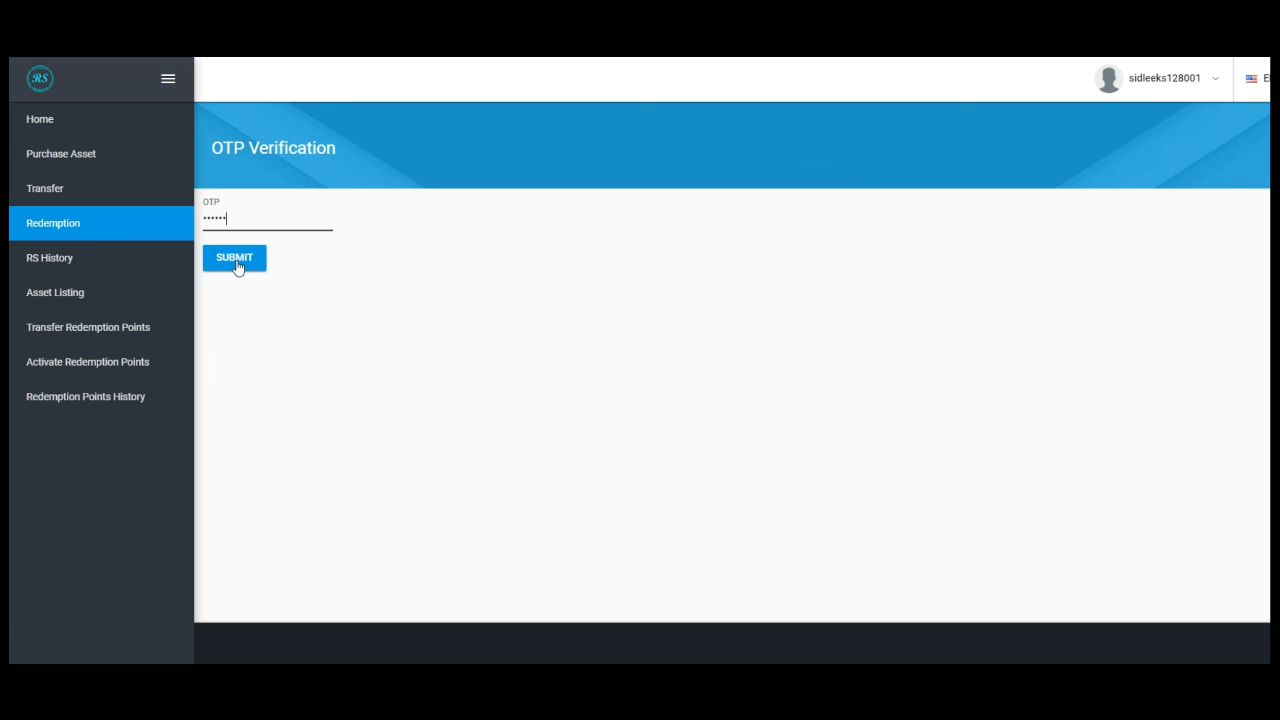 RS
sidleeks128001
Home
Purchase Asset
Transfer
Redemption
RS History
Asset Listing
Transfer Redemption Points
Activate Redemption Points
Redemption Points History
OTP Verification
OTP
••••••
SUBMIT